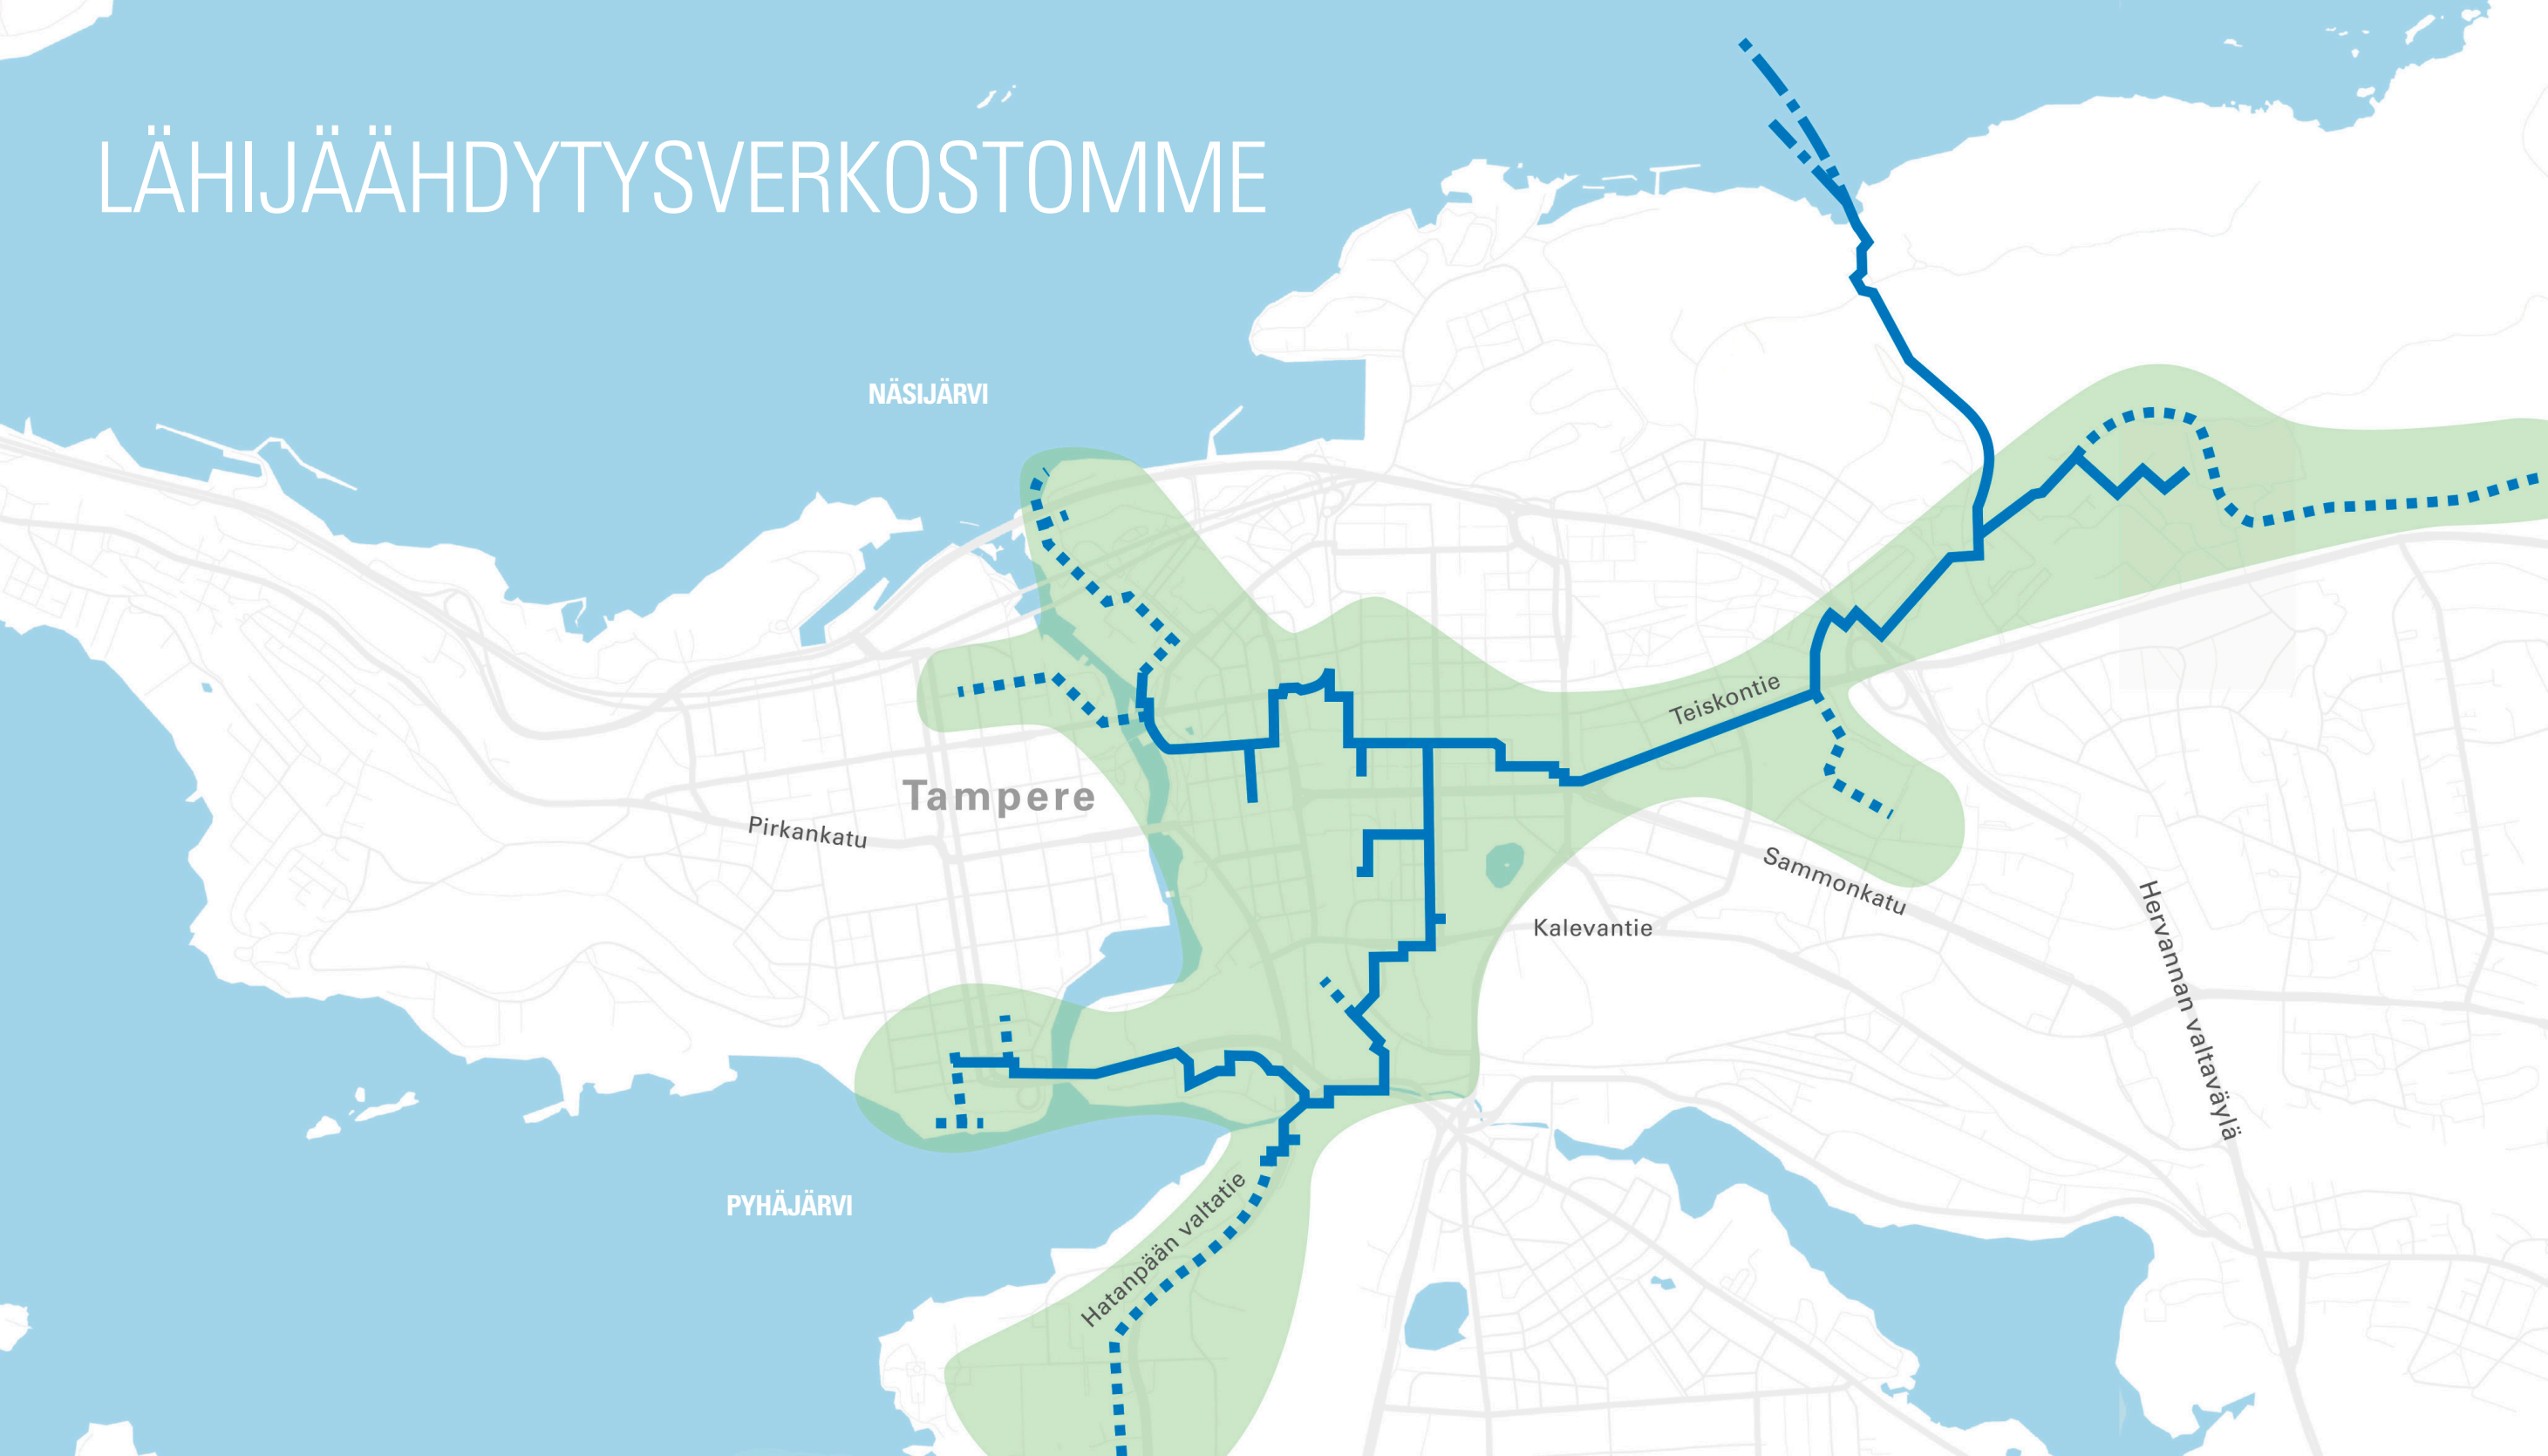 LÄHIJÄÄHDYTYSVERKOSTOMME
NÄSIJÄRVI
Teiskontie
Tampere
Pirkankatu
Sammonkatu
Kalevantie
Hervannan valtaväylä
PYHÄJÄRVI
Hatanpään valtatie